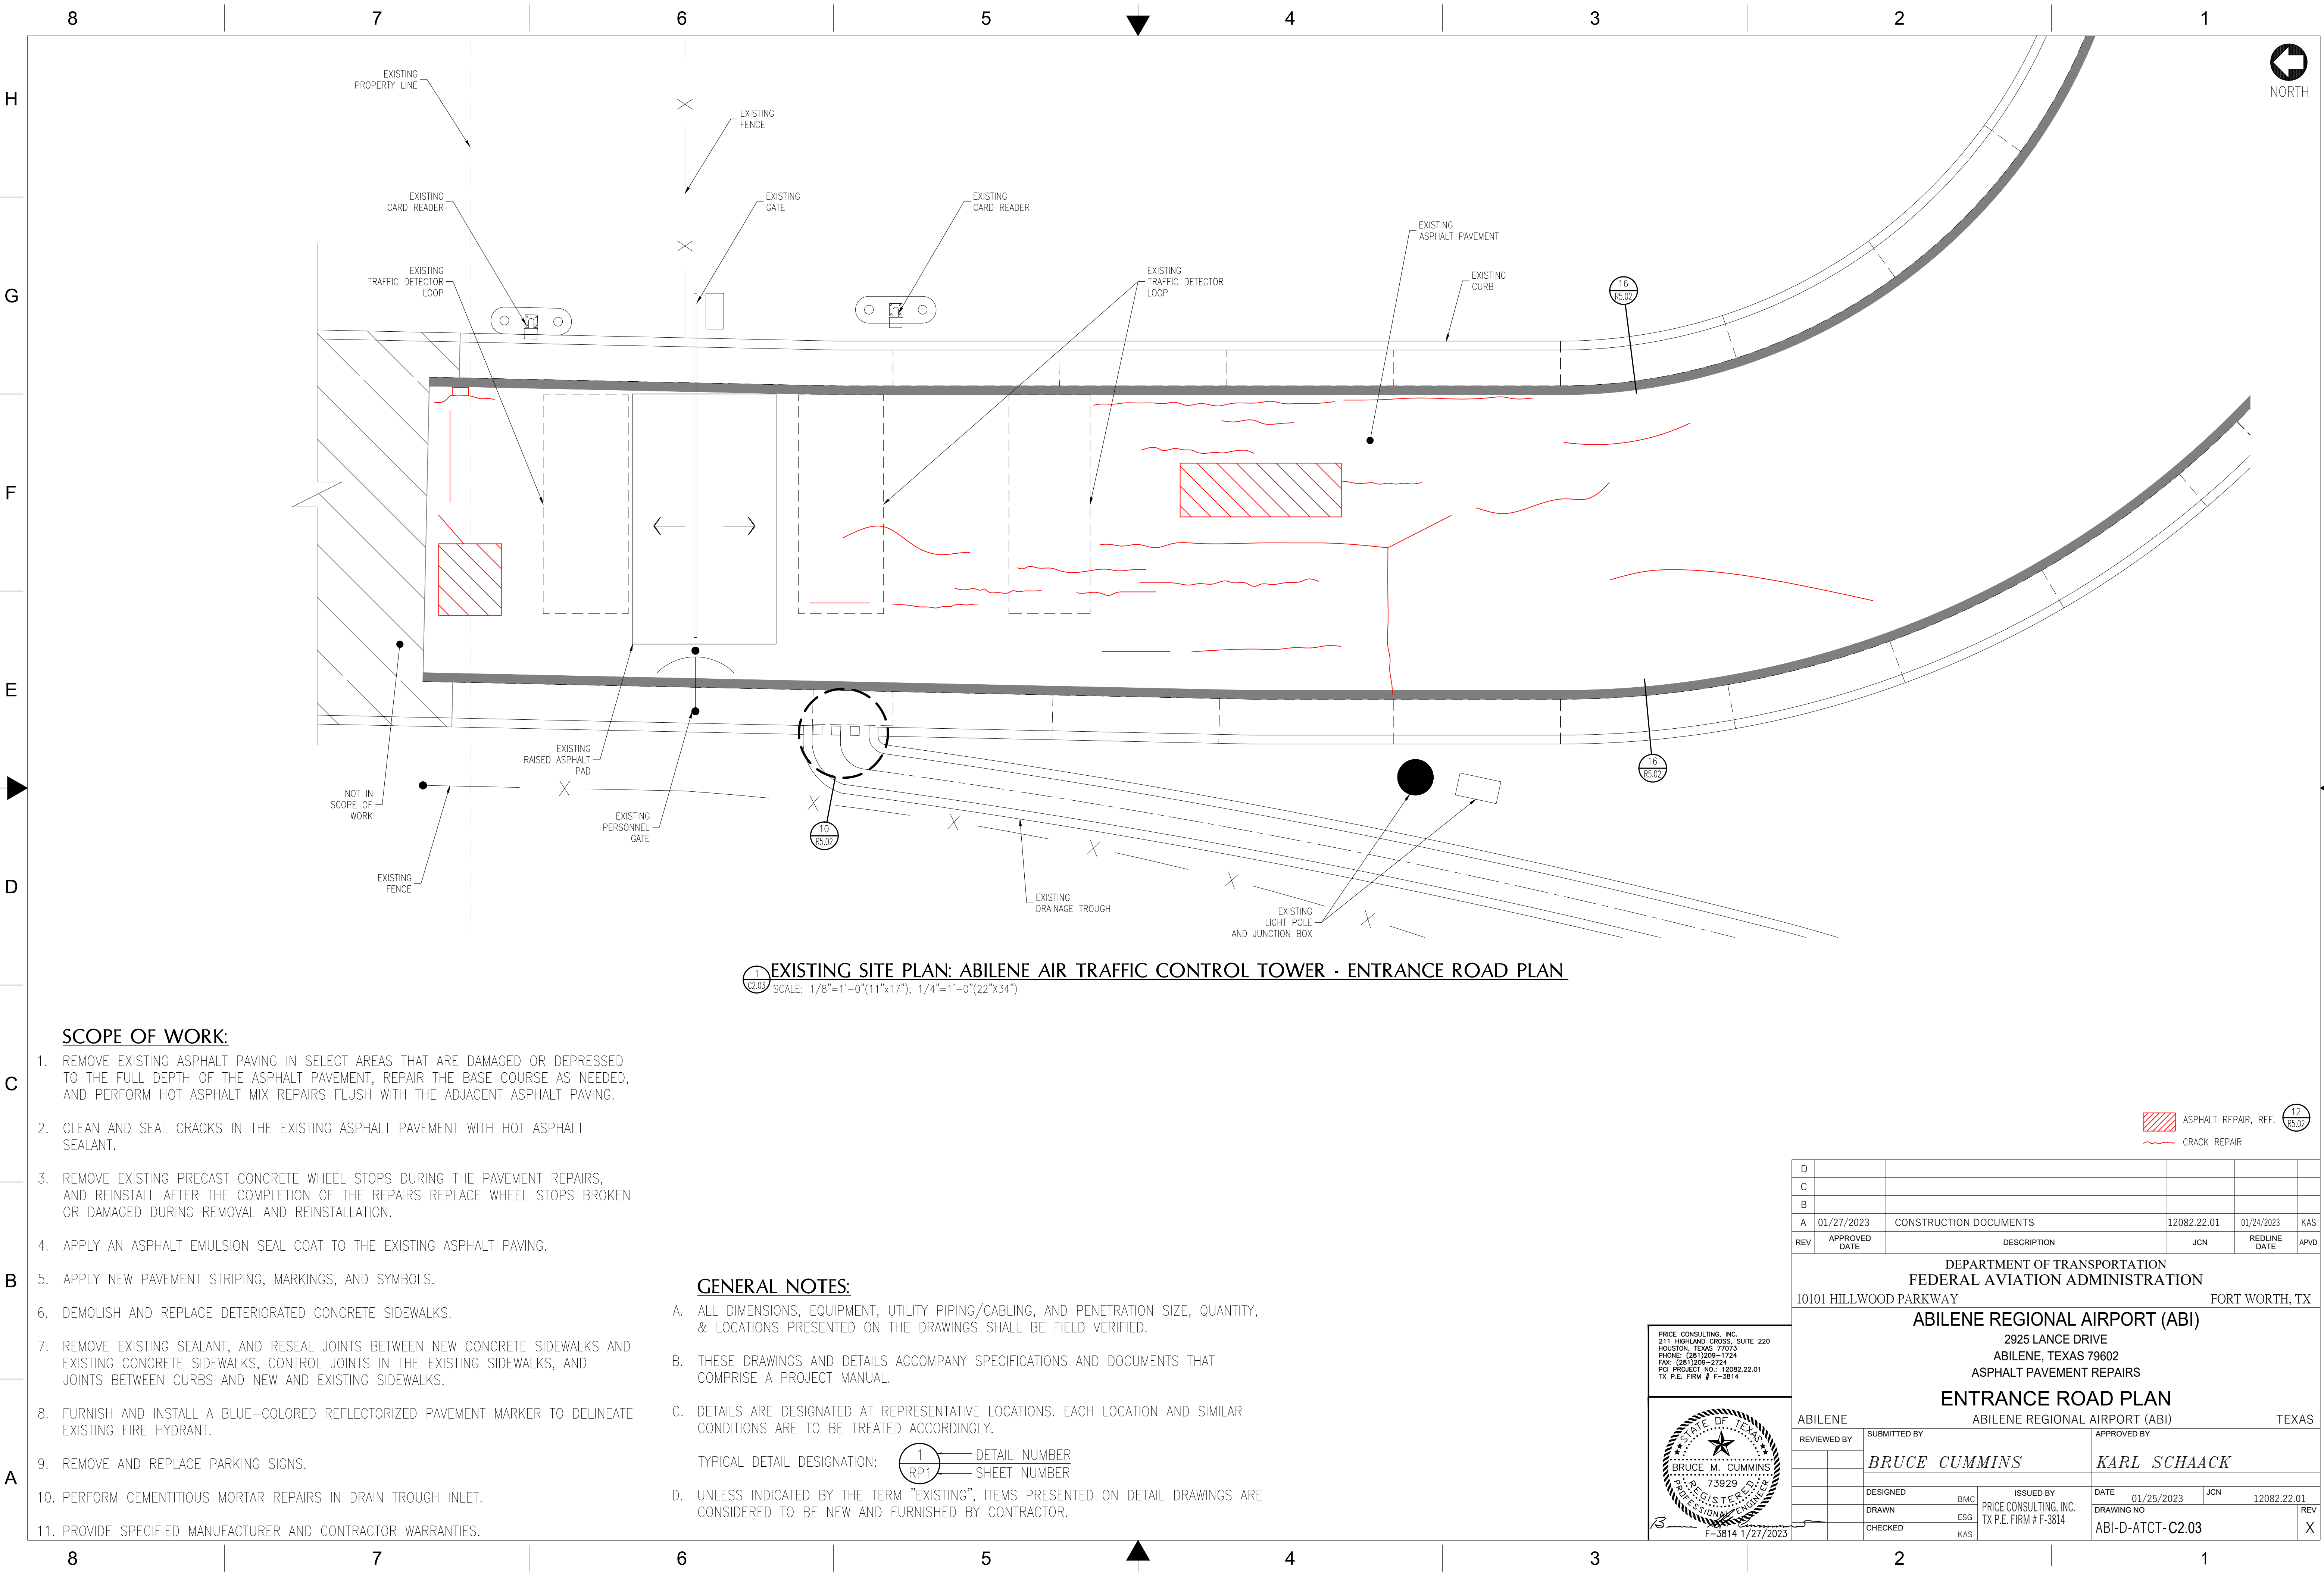 8 7 6 5 4 3 2 1
H
G
F
E
D
C
B
A
NORTH
EXISTING
PROPERTY LINE
EXISTING
FENCE
EXISTING
CARD READER
EXISTING
GATE
EXISTING
CARD READER
EXISTING
ASPHALT PAVEMENT
EXISTING
TRAFFIC DETECTOR
LOOP
EXISTING
TRAFFIC DETECTOR
LOOP
EXISTING
CURB
16
R5.02
EXISTING
RAISED ASPHALT
PAD
NOT IN
SCOPE OF
WORK
EXISTING
PERSONNEL
GATE
10
R5.02
16
R5.02
EXISTING
FENCE
EXISTING
DRAINAGE TROUGH
EXISTING
LIGHT POLE
AND JUNCTION BOX
1
C2.03
EXISTING SITE PLAN: ABILENE AIR TRAFFIC CONTROL TOWER - ENTRANCE ROAD PLAN
SCALE: 1/8"=1'-0"(11"x17"); 1/4"=1'-0"(22"X34")
SCOPE OF WORK:
1. REMOVE EXISTING ASPHALT PAVING IN SELECT AREAS THAT ARE DAMAGED OR DEPRESSED
TO THE FULL DEPTH OF THE ASPHALT PAVEMENT, REPAIR THE BASE COURSE AS NEEDED,
AND PERFORM HOT ASPHALT MIX REPAIRS FLUSH WITH THE ADJACENT ASPHALT PAVING.
2. CLEAN AND SEAL CRACKS IN THE EXISTING ASPHALT PAVEMENT WITH HOT ASPHALT
SEALANT.
3. REMOVE EXISTING PRECAST CONCRETE WHEEL STOPS DURING THE PAVEMENT REPAIRS,
AND REINSTALL AFTER THE COMPLETION OF THE REPAIRS REPLACE WHEEL STOPS BROKEN
OR DAMAGED DURING REMOVAL AND REINSTALLATION.
4. APPLY AN ASPHALT EMULSION SEAL COAT TO THE EXISTING ASPHALT PAVING.
5. APPLY NEW PAVEMENT STRIPING, MARKINGS, AND SYMBOLS.
6. DEMOLISH AND REPLACE DETERIORATED CONCRETE SIDEWALKS.
7. REMOVE EXISTING SEALANT, AND RESEAL JOINTS BETWEEN NEW CONCRETE SIDEWALKS AND
EXISTING CONCRETE SIDEWALKS, CONTROL JOINTS IN THE EXISTING SIDEWALKS, AND
JOINTS BETWEEN CURBS AND NEW AND EXISTING SIDEWALKS.
8. FURNISH AND INSTALL A BLUE-COLORED REFLECTORIZED PAVEMENT MARKER TO DELINEATE
EXISTING FIRE HYDRANT.
9. REMOVE AND REPLACE PARKING SIGNS.
10. PERFORM CEMENTITIOUS MORTAR REPAIRS IN DRAIN TROUGH INLET.
11. PROVIDE SPECIFIED MANUFACTURER AND CONTRACTOR WARRANTIES.
GENERAL NOTES:
A. ALL DIMENSIONS, EQUIPMENT, UTILITY PIPING/CABLING, AND PENETRATION SIZE, QUANTITY,
& LOCATIONS PRESENTED ON THE DRAWINGS SHALL BE FIELD VERIFIED.
B. THESE DRAWINGS AND DETAILS ACCOMPANY SPECIFICATIONS AND DOCUMENTS THAT
COMPRISE A PROJECT MANUAL.
C. DETAILS ARE DESIGNATED AT REPRESENTATIVE LOCATIONS. EACH LOCATION AND SIMILAR
CONDITIONS ARE TO BE TREATED ACCORDINGLY.
TYPICAL DETAIL DESIGNATION:
1
RP1
DETAIL NUMBER
SHEET NUMBER
D. UNLESS INDICATED BY THE TERM "EXISTING", ITEMS PRESENTED ON DETAIL DRAWINGS ARE
CONSIDERED TO BE NEW AND FURNISHED BY CONTRACTOR.
ASPHALT REPAIR, REF.
12
R5.02
CRACK REPAIR
D
C
B
A 01/27/2023 CONSTRUCTION DOCUMENTS 12082.22.01 01/24/2023 KAS
REV APPROVED DATE DESCRIPTION JCN REDLINE DATE APVD
DEPARTMENT OF TRANSPORTATION
FEDERAL AVIATION ADMINISTRATION
10101 HILLWOOD PARKWAY FORT WORTH, TX
ABILENE REGIONAL AIRPORT (ABI)
2925 LANCE DRIVE
ABILENE, TEXAS 79602
ASPHALT PAVEMENT REPAIRS
ENTRANCE ROAD PLAN
ABILENE ABILENE REGIONAL AIRPORT (ABI) TEXAS
REVIEWED BY SUBMITTED BY APPROVED BY
BRUCE CUMMINS KARL SCHAACK
DESIGNED BMC ISSUED BY DATE 01/25/2023 JCN 12082.22.01
DRAWN ESG PRICE CONSULTING, INC. DRAWING NO REV
TX P.E. FIRM # F-3814
CHECKED KAS ABI-D-ATCT-C2.03 X
PRICE CONSULTING, INC.
211 HIGHLAND CROSS, SUITE 220
HOUSTON, TEXAS 77073
PHONE: (281)209-1724
FAX: (281)209-2724
PCI PROJECT NO.: 12082.22.01
TX P.E. FIRM # F-3814
STATE OF TEXAS
BRUCE M. CUMMINS
73929
REGISTERED
PROFESSIONAL ENGINEER
F-3814 1/27/2023
8 7 6 5 4 3 2 1